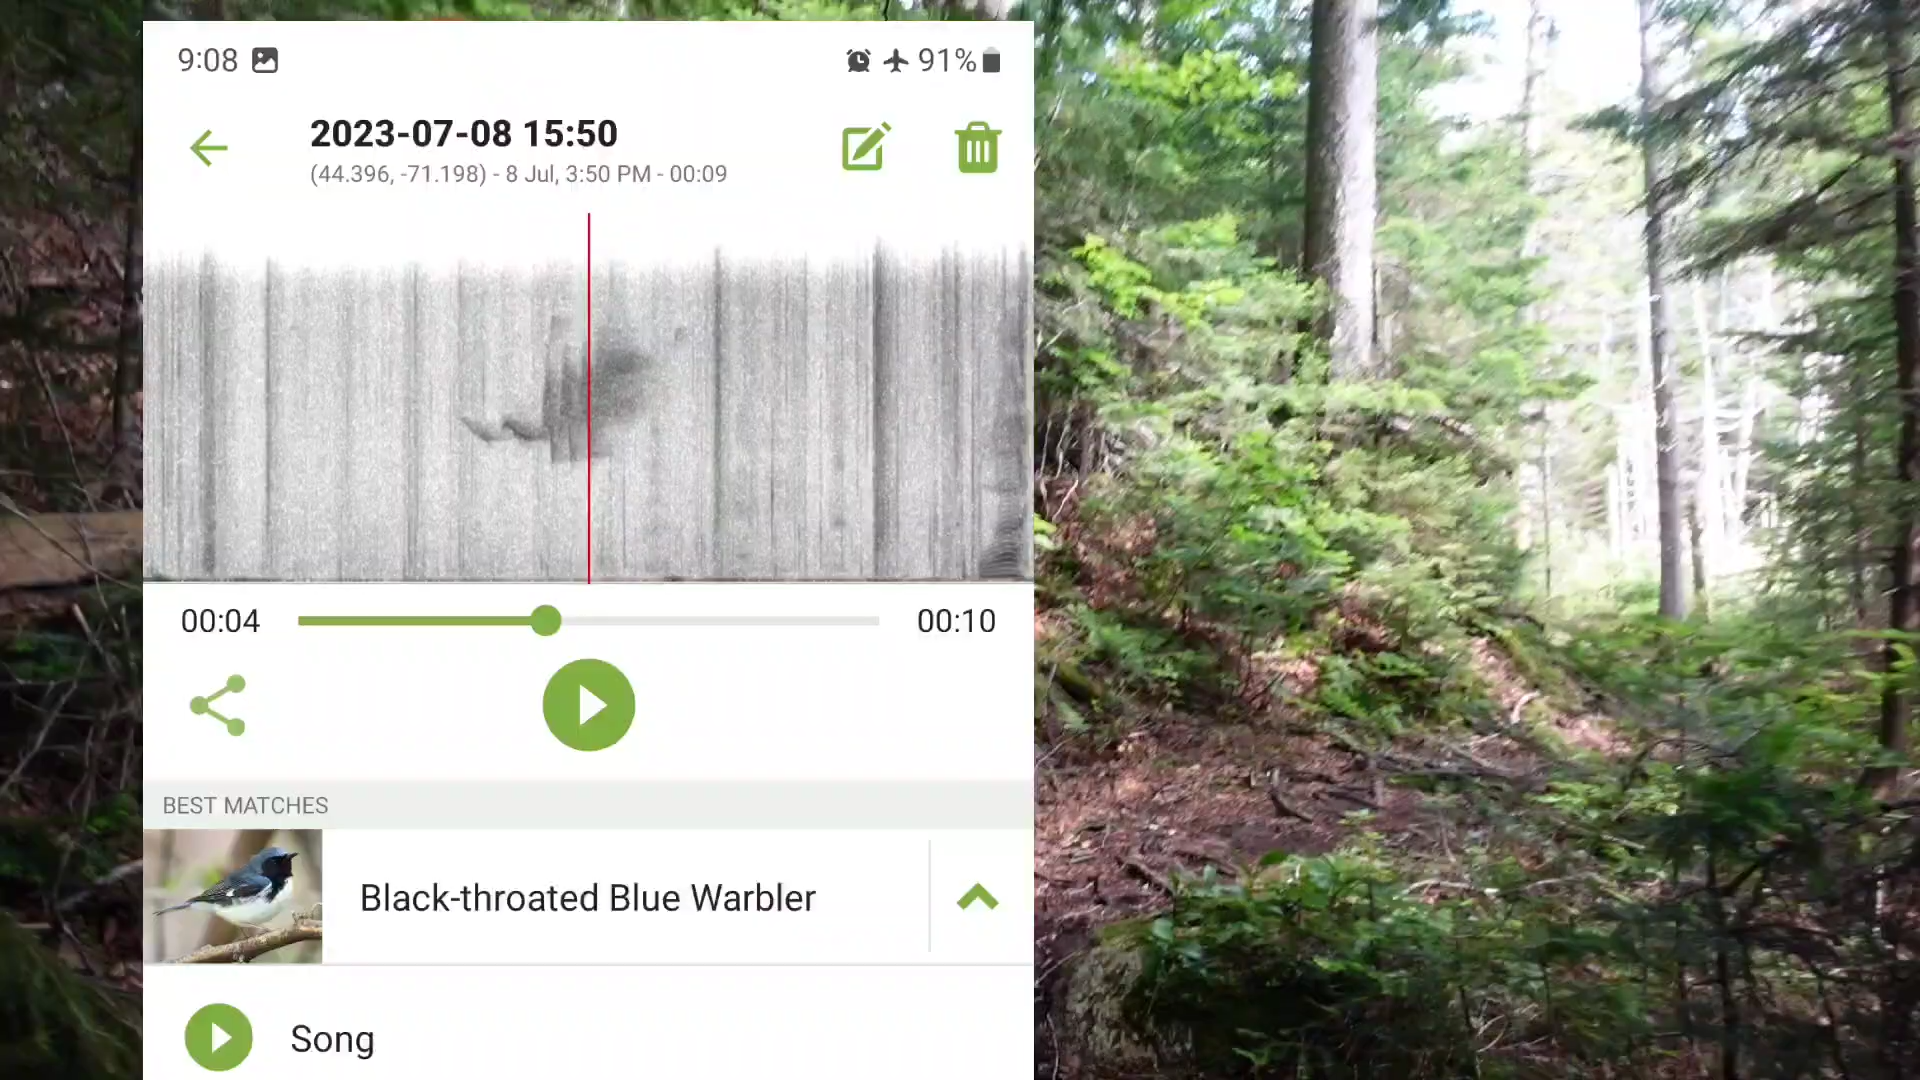 9:08 91%
2023-07-08 15:50
(44.396, -71.198) - 8 Jul, 3:50 PM - 00:09
00:04 00:10
BEST MATCHES
Black-throated Blue Warbler
Song